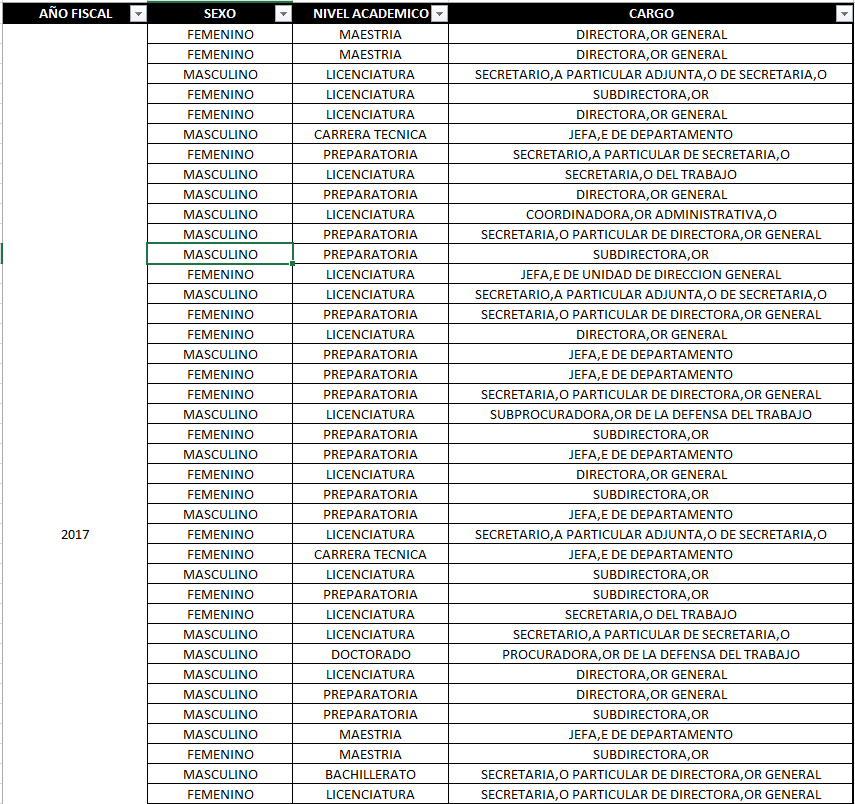 AÑO FISCAL SEXO NIVEL ACADEMICO CARGO
FEMENINO MAESTRIA DIRECTORA,OR GENERAL
FEMENINO MAESTRIA DIRECTORA,OR GENERAL
MASCULINO LICENCIATURA SECRETARIO,A PARTICULAR ADJUNTA,O DE SECRETARIA,O
FEMENINO LICENCIATURA SUBDIRECTORA,OR
FEMENINO LICENCIATURA DIRECTORA,OR GENERAL
MASCULINO CARRERA TECNICA JEFA,E DE DEPARTAMENTO
FEMENINO PREPARATORIA SECRETARIO,A PARTICULAR DE SECRETARIA,O
MASCULINO LICENCIATURA SECRETARIA,O DEL TRABAJO
MASCULINO PREPARATORIA DIRECTORA,OR GENERAL
MASCULINO LICENCIATURA COORDINADORA,OR ADMINISTRATIVA,O
MASCULINO PREPARATORIA SECRETARIA,O PARTICULAR DE DIRECTORA,OR GENERAL
MASCULINO PREPARATORIA SUBDIRECTORA,OR
FEMENINO LICENCIATURA JEFA,E DE UNIDAD DE DIRECCION GENERAL
MASCULINO LICENCIATURA SECRETARIO,A PARTICULAR ADJUNTA,O DE SECRETARIA,O
FEMENINO PREPARATORIA SECRETARIA,O PARTICULAR DE DIRECTORA,OR GENERAL
FEMENINO LICENCIATURA DIRECTORA,OR GENERAL
MASCULINO PREPARATORIA JEFA,E DE DEPARTAMENTO
FEMENINO PREPARATORIA JEFA,E DE DEPARTAMENTO
FEMENINO PREPARATORIA SECRETARIA,O PARTICULAR DE DIRECTORA,OR GENERAL
MASCULINO LICENCIATURA SUBPROCURADORA,OR DE LA DEFENSA DEL TRABAJO
FEMENINO PREPARATORIA SUBDIRECTORA,OR
MASCULINO PREPARATORIA JEFA,E DE DEPARTAMENTO
FEMENINO LICENCIATURA DIRECTORA,OR GENERAL
FEMENINO PREPARATORIA SUBDIRECTORA,OR
MASCULINO PREPARATORIA JEFA,E DE DEPARTAMENTO
2017 FEMENINO LICENCIATURA SECRETARIO,A PARTICULAR ADJUNTA,O DE SECRETARIA,O
FEMENINO CARRERA TECNICA JEFA,E DE DEPARTAMENTO
MASCULINO LICENCIATURA SUBDIRECTORA,OR
FEMENINO PREPARATORIA SUBDIRECTORA,OR
FEMENINO LICENCIATURA SECRETARIA,O DEL TRABAJO
MASCULINO LICENCIATURA SECRETARIO,A PARTICULAR DE SECRETARIA,O
MASCULINO DOCTORADO PROCURADORA,OR DE LA DEFENSA DEL TRABAJO
MASCULINO LICENCIATURA DIRECTORA,OR GENERAL
MASCULINO PREPARATORIA DIRECTORA,OR GENERAL
MASCULINO PREPARATORIA SUBDIRECTORA,OR
MASCULINO MAESTRIA JEFA,E DE DEPARTAMENTO
FEMENINO MAESTRIA SUBDIRECTORA,OR
MASCULINO BACHILLERATO SECRETARIA,O PARTICULAR DE DIRECTORA,OR GENERAL
FEMENINO LICENCIATURA SECRETARIA,O PARTICULAR DE DIRECTORA,OR GENERAL